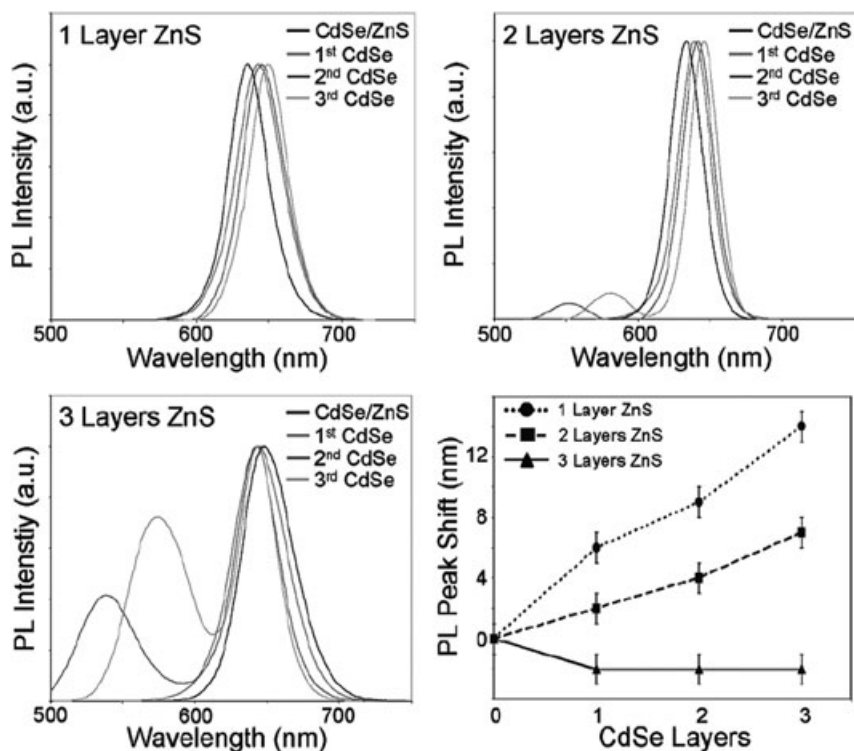 1 Layer ZnS
CdSe/ZnS
1st CdSe
2nd CdSe
3rd CdSe
PL Intensity (a.u.)
500 600 700
Wavelength (nm)
2 Layers ZnS
CdSe/ZnS
1st CdSe
2nd CdSe
3rd CdSe
PL Intensity (a.u.)
500 600 700
Wavelength (nm)
3 Layers ZnS
CdSe/ZnS
1st CdSe
2nd CdSe
3rd CdSe
PL Intenstiy (a.u.)
500 600 700
Wavelength (nm)
1 Layer ZnS
2 Layers ZnS
3 Layers ZnS
PL Peak Shift (nm)
12
8
4
0
0 1 2 3
CdSe Layers